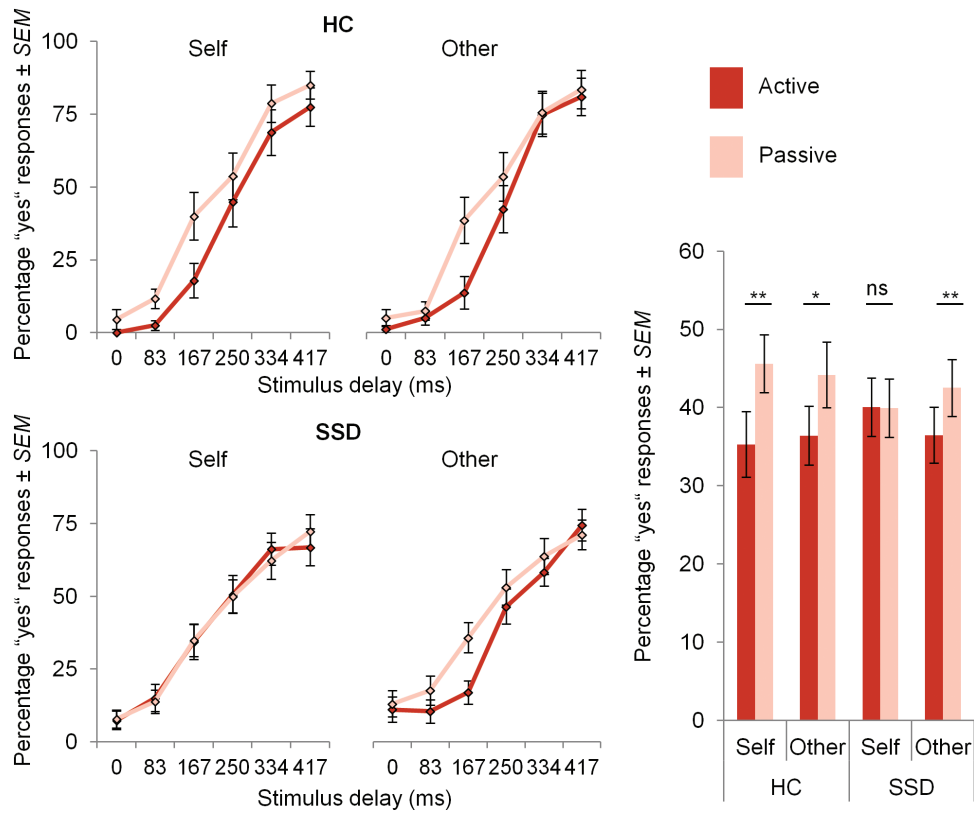 HC
Self
Other
Percentage "yes“ responses ± SEM
100
75
50
25
0
0 83 167 250 334 417
0 83 167 250 334 417
Stimulus delay (ms)
SSD
Self
Other
Percentage "yes“ responses ± SEM
100
75
50
25
0
0 83 167 250 334 417
0 83 167 250 334 417
Stimulus delay (ms)
Stimulus delay (ms)
Active
Passive
Percentage "yes“ responses ± SEM
60
50
40
30
20
10
0
** * ns **
Self Other Self Other
HC SSD